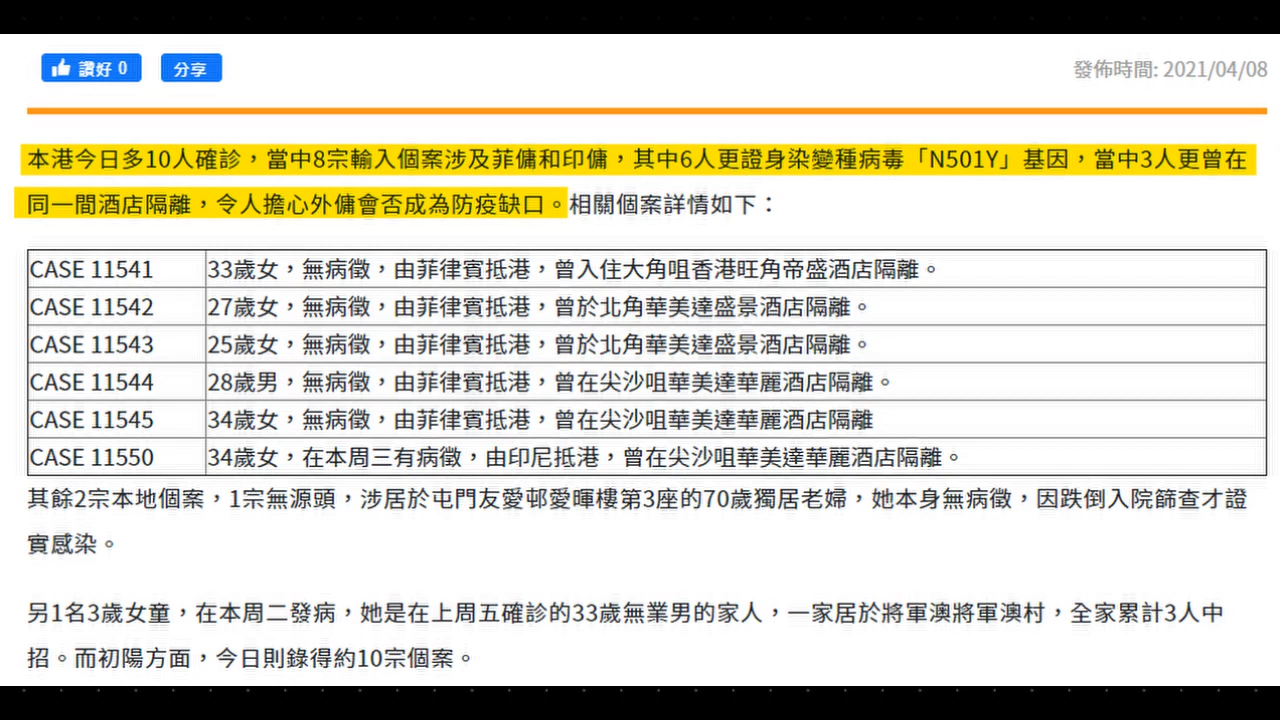 讚好 0 分享 發佈時間: 2021/04/08
本港今日多10人確診，當中8宗輸入個案涉及菲傭和印傭，其中6人更證身染變種病毒「N501Y」基因，當中3人更曾在
同一間酒店隔離，令人擔心外傭會否成為防疫缺口。相關個案詳情如下：
CASE 11541 33歲女，無病徵，由菲律賓抵港，曾入住大角咀香港旺角帝盛酒店隔離。
CASE 11542 27歲女，無病徵，由菲律賓抵港，曾於北角華美達盛景酒店隔離。
CASE 11543 25歲女，無病徵，由菲律賓抵港，曾於北角華美達盛景酒店隔離。
CASE 11544 28歲男，無病徵，由菲律賓抵港，曾在尖沙咀華美達華麗酒店隔離。
CASE 11545 34歲女，無病徵，由菲律賓抵港，曾在尖沙咀華美達華麗酒店隔離
CASE 11550 34歲女，在本周三有病徵，由印尼抵港，曾在尖沙咀華美達華麗酒店隔離。
其餘2宗本地個案，1宗無源頭，涉居於屯門友愛邨愛暉樓第3座的70歲獨居老婦，她本身無病徵，因跌倒入院篩查才證
實感染。
另1名3歲女童，在本周二發病，她是在上周五確診的33歲無業男的家人，一家居於將軍澳將軍澳村，全家累計3人中
招。而初陽方面，今日則錄得約10宗個案。